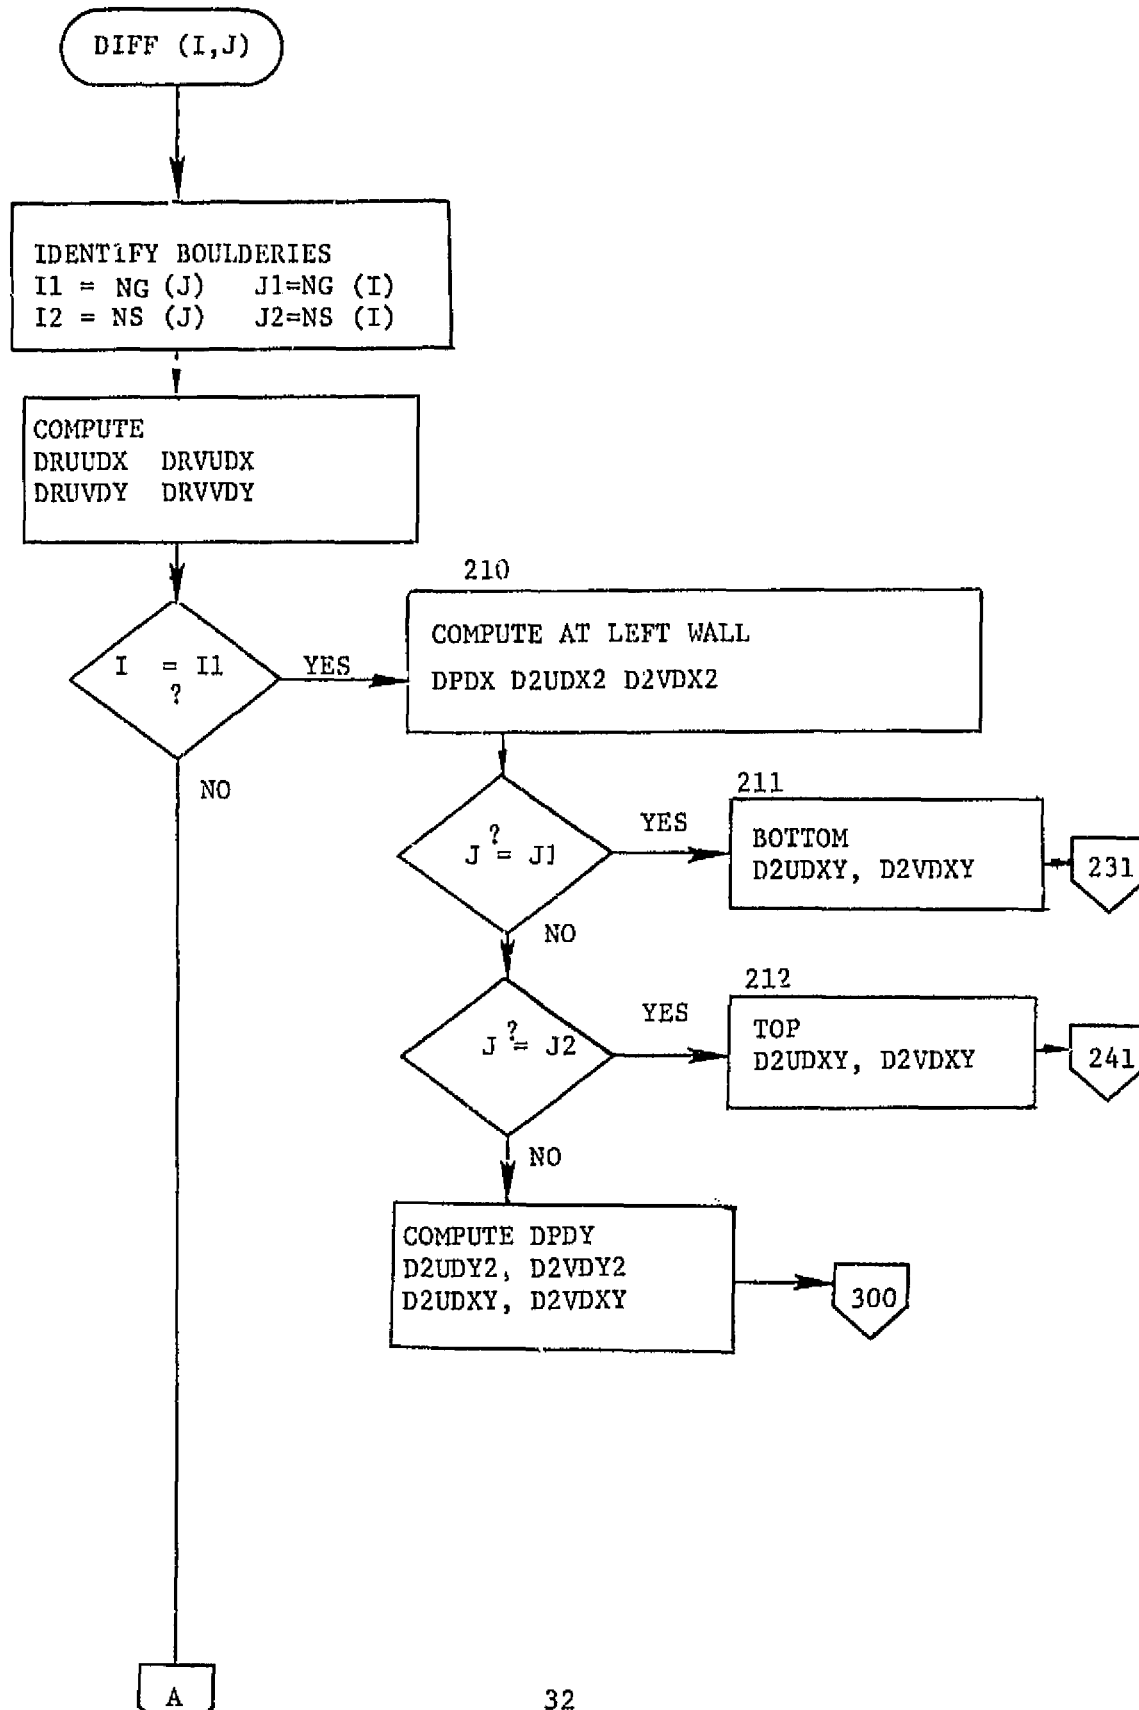 DIFF (I,J)
IDENTIFY BOULDERIES
I1 = NG (J) J1=NG (I)
I2 = NS (J) J2=NS (I)
COMPUTE
DRUUDX DRVUDX
DRUVDY DRVVDY
I = I1
?
YES
NO
210
COMPUTE AT LEFT WALL
DPDX D2UDX2 D2VDX2
J ?= J1
YES
NO
211
BOTTOM
D2UDXY, D2VDXY
231
J ?= J2
YES
NO
212
TOP
D2UDXY, D2VDXY
241
COMPUTE DPDY
D2UDY2, D2VDY2
D2UDXY, D2VDXY
300
A
32